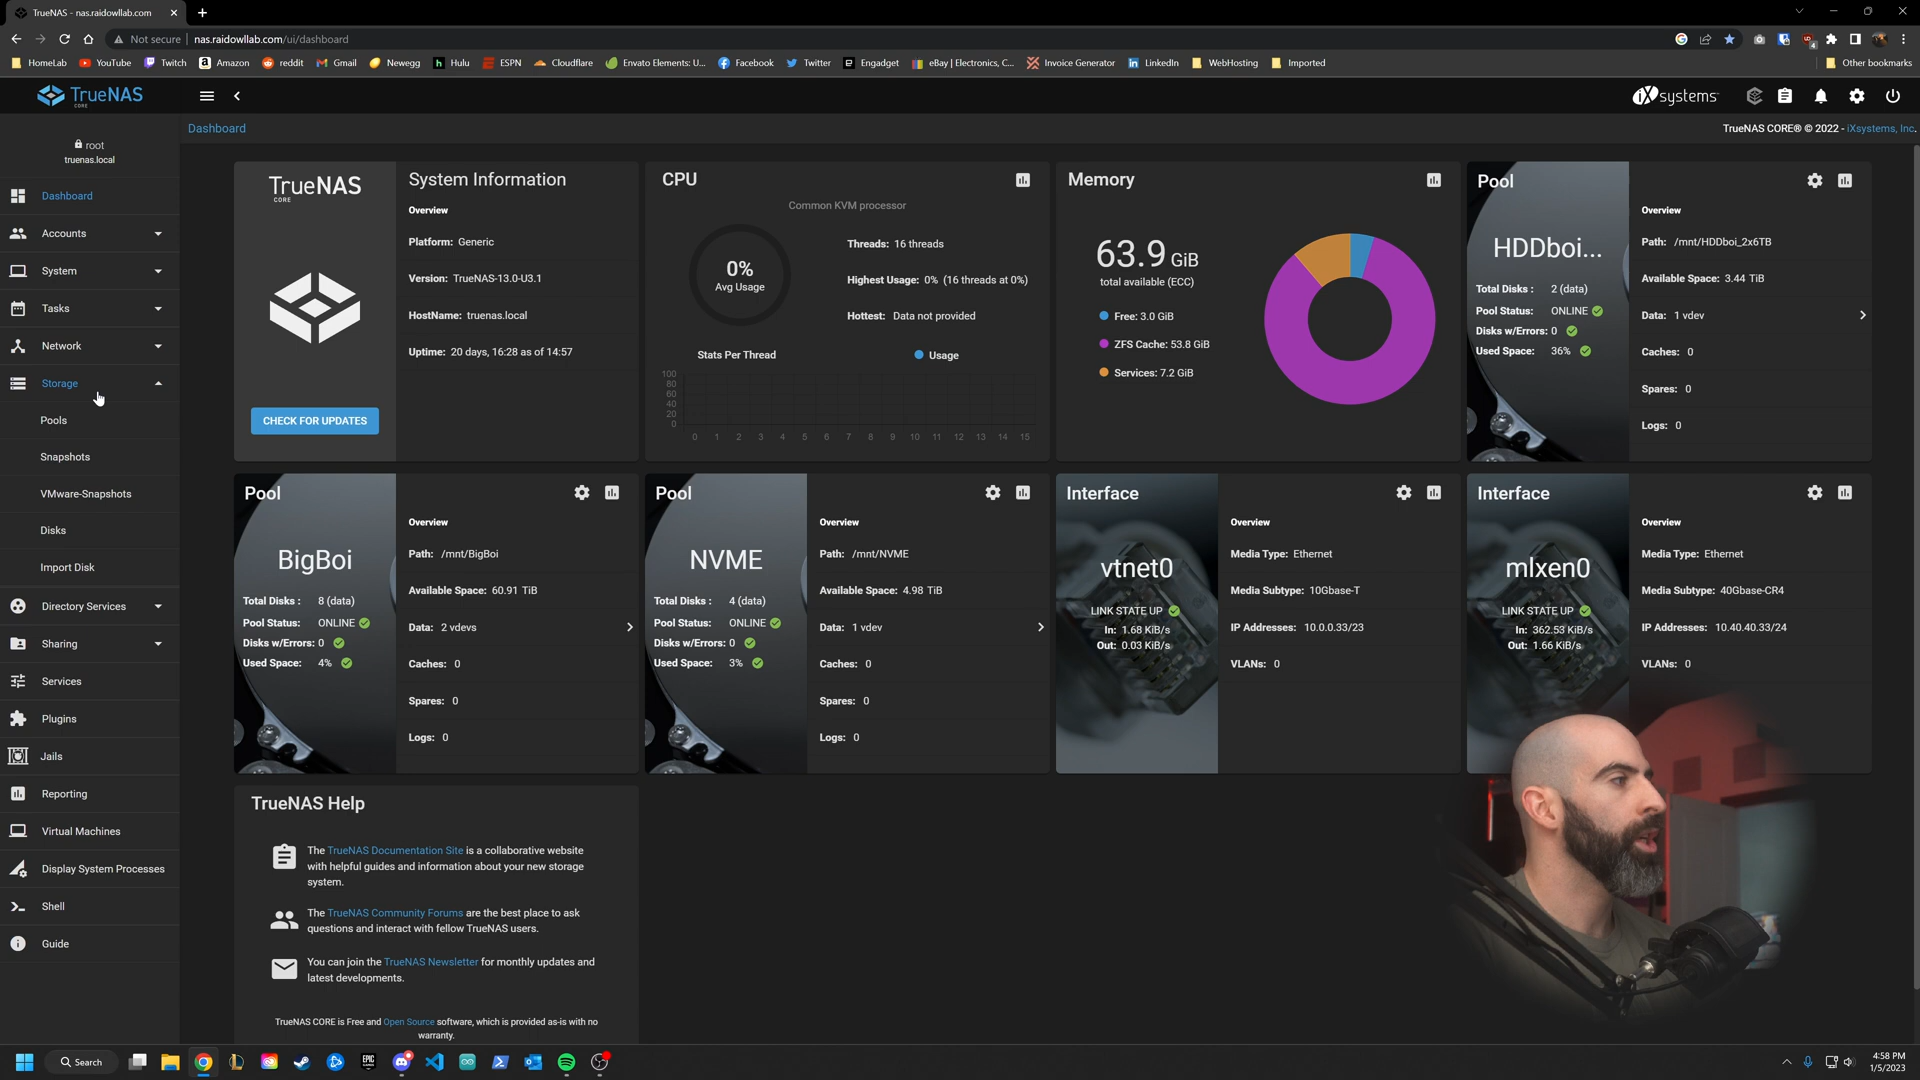 TrueNAS - nas.raidowllab.com
Not secure
nas.raidowllab.com/ui/dashboard
HomeLab
YouTube
Twitch
Amazon
reddit
Gmail
Newegg
Hulu
ESPN
Cloudflare
Envato Elements: U...
Facebook
Twitter
Engadget
eBay | Electronics, C...
Invoice Generator
LinkedIn
WebHosting
Imported
Other bookmarks
TrueNAS
CORE
iXsystems
root
truenas.local
Dashboard
TrueNAS CORE® © 2022 - iXsystems, Inc.
Dashboard
Accounts
System
Tasks
Network
Storage
Pools
Snapshots
VMware-Snapshots
Disks
Import Disk
Directory Services
Sharing
Services
Plugins
Jails
Reporting
Virtual Machines
Display System Processes
Shell
Guide
TrueNAS
CORE
CHECK FOR UPDATES
System Information
Overview
Platform: Generic
Version: TrueNAS-13.0-U3.1
HostName: truenas.local
Uptime: 20 days, 16:28 as of 14:57
CPU
Common KVM processor
0%
Avg Usage
Threads: 16 threads
Highest Usage: 0% (16 threads at 0%)
Hottest: Data not provided
Stats Per Thread
Usage
100
80
60
40
20
0
0 1 2 3 4 5 6 7 8 9 10 11 12 13 14 15
Memory
63.9 GiB
total available (ECC)
Free: 3.0 GiB
ZFS Cache: 53.8 GiB
Services: 7.2 GiB
Pool
HDDboi...
Total Disks : 2 (data)
Pool Status: ONLINE
Disks w/Errors: 0
Used Space: 36%
Overview
Path: /mnt/HDDboi_2x6TB
Available Space: 3.44 TiB
Data: 1 vdev
Caches: 0
Spares: 0
Logs: 0
Pool
BigBoi
Total Disks : 8 (data)
Pool Status: ONLINE
Disks w/Errors: 0
Used Space: 4%
Overview
Path: /mnt/BigBoi
Available Space: 60.91 TiB
Data: 2 vdevs
Caches: 0
Spares: 0
Logs: 0
Pool
NVME
Total Disks : 4 (data)
Pool Status: ONLINE
Disks w/Errors: 0
Used Space: 3%
Overview
Path: /mnt/NVME
Available Space: 4.98 TiB
Data: 1 vdev
Caches: 0
Spares: 0
Logs: 0
Interface
vtnet0
LINK STATE UP
In: 1.68 KiB/s
Out: 0.03 KiB/s
Overview
Media Type: Ethernet
Media Subtype: 10Gbase-T
IP Addresses: 10.0.0.33/23
VLANs: 0
Interface
mlxen0
LINK STATE UP
In: 362.53 KiB/s
Out: 1.66 KiB/s
Overview
Media Type: Ethernet
Media Subtype: 40Gbase-CR4
IP Addresses: 10.40.40.33/24
VLANs: 0
TrueNAS Help
The TrueNAS Documentation Site is a collaborative website
with helpful guides and information about your new storage
system.
The TrueNAS Community Forums are the best place to ask
questions and interact with fellow TrueNAS users.
You can join the TrueNAS Newsletter for monthly updates and
latest developments.
TrueNAS CORE is Free and Open Source software, which is provided as-is with no
warranty.
Search
EPIC
4:58 PM
1/5/2023